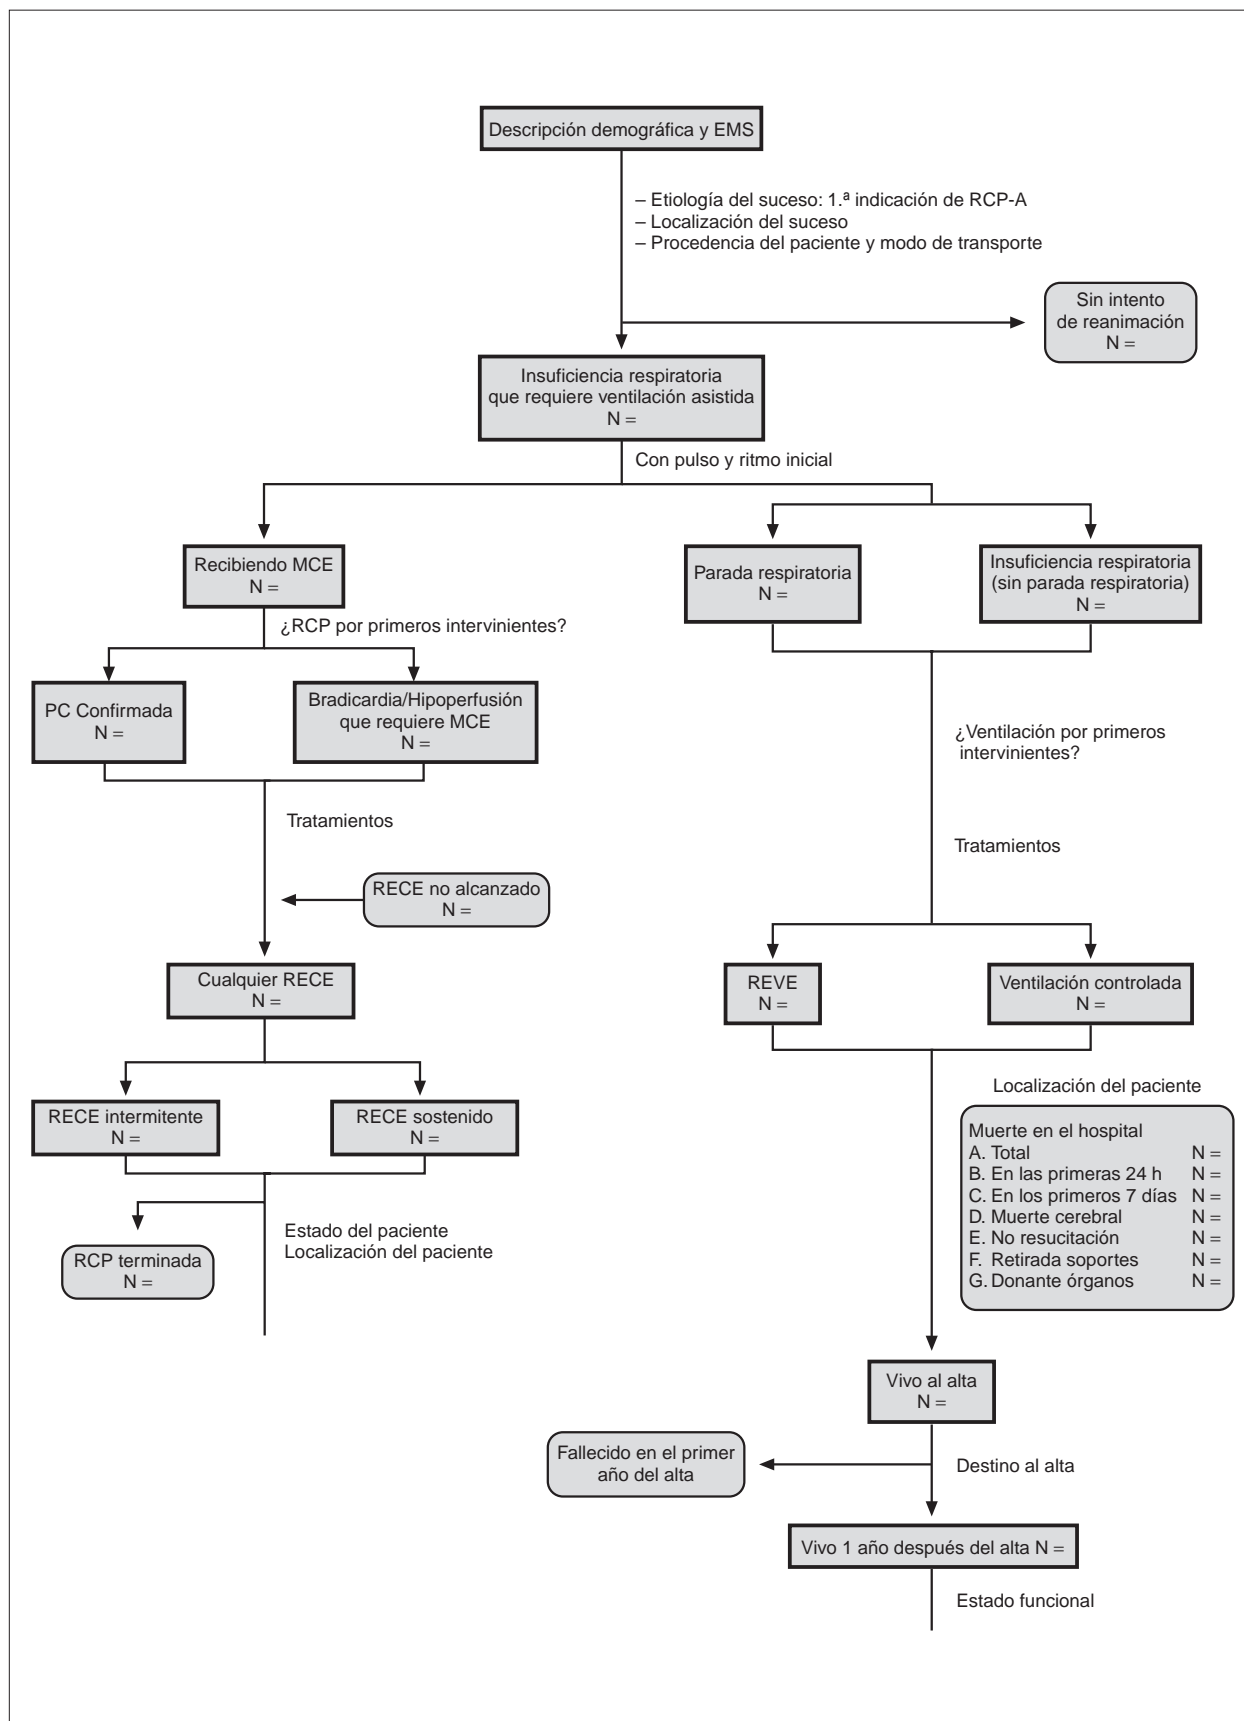 Descripción demográfica y EMS
– Etiología del suceso: 1.ª indicación de RCP-A
– Localización del suceso
– Procedencia del paciente y modo de transporte
Sin intento
de reanimación
N =
Insuficiencia respiratoria
que requiere ventilación asistida
N =
Con pulso y ritmo inicial
Recibiendo MCE
N =
Parada respiratoria
N =
Insuficiencia respiratoria
(sin parada respiratoria)
N =
¿RCP por primeros intervinientes?
PC Confirmada
N =
Bradicardia/Hipoperfusión
que requiere MCE
N =
¿Ventilación por primeros
intervinientes?
Tratamientos
Tratamientos
RECE no alcanzado
N =
Cualquier RECE
N =
REVE
N =
Ventilación controlada
N =
RECE intermitente
N =
RECE sostenido
N =
Localización del paciente
Muerte en el hospital
A. Total N =
B. En las primeras 24 h N =
C. En los primeros 7 días N =
D. Muerte cerebral N =
E. No resucitación N =
F. Retirada soportes N =
G. Donante órganos N =
Estado del paciente
Localización del paciente
RCP terminada
N =
Vivo al alta
N =
Fallecido en el primer
año del alta
Destino al alta
Vivo 1 año después del alta N =
Estado funcional